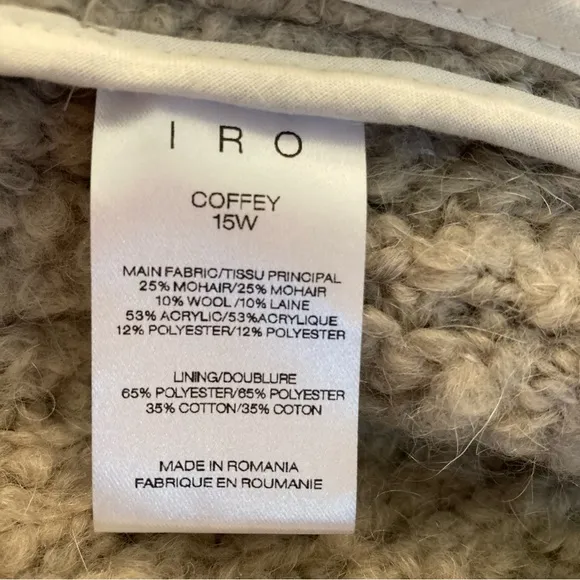 IRO
COFFEY
15W
MAIN FABRIC/TISSU PRINCIPAL
25% MOHAIR/25% MOHAIR
10% WOOL/10% LAINE
53% ACRYLIC/53%ACRYLIQUE
12% POLYESTER/12% POLYESTER
LINING/DOUBLURE
65% POLYESTER/65% POLYESTER
35% COTTON/35% COTON
MADE IN ROMANIA
FABRIQUE EN ROUMANIE